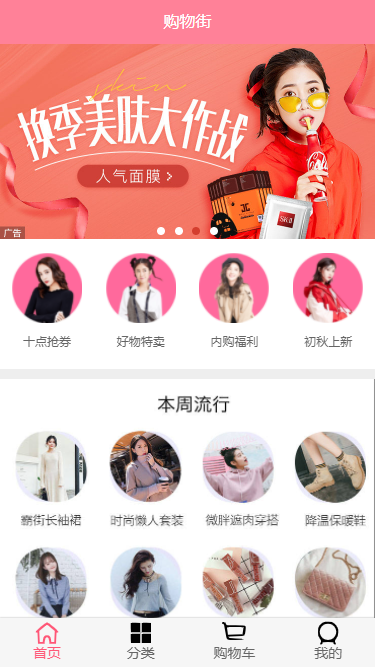 购物街
skin
换季美肤大作战
人气面膜 >
广告
十点抢券
好物特卖
内购福利
初秋上新
本周流行
霸街长袖裙
时尚懒人套装
微胖遮肉穿搭
降温保暖鞋
首页
分类
购物车
我的